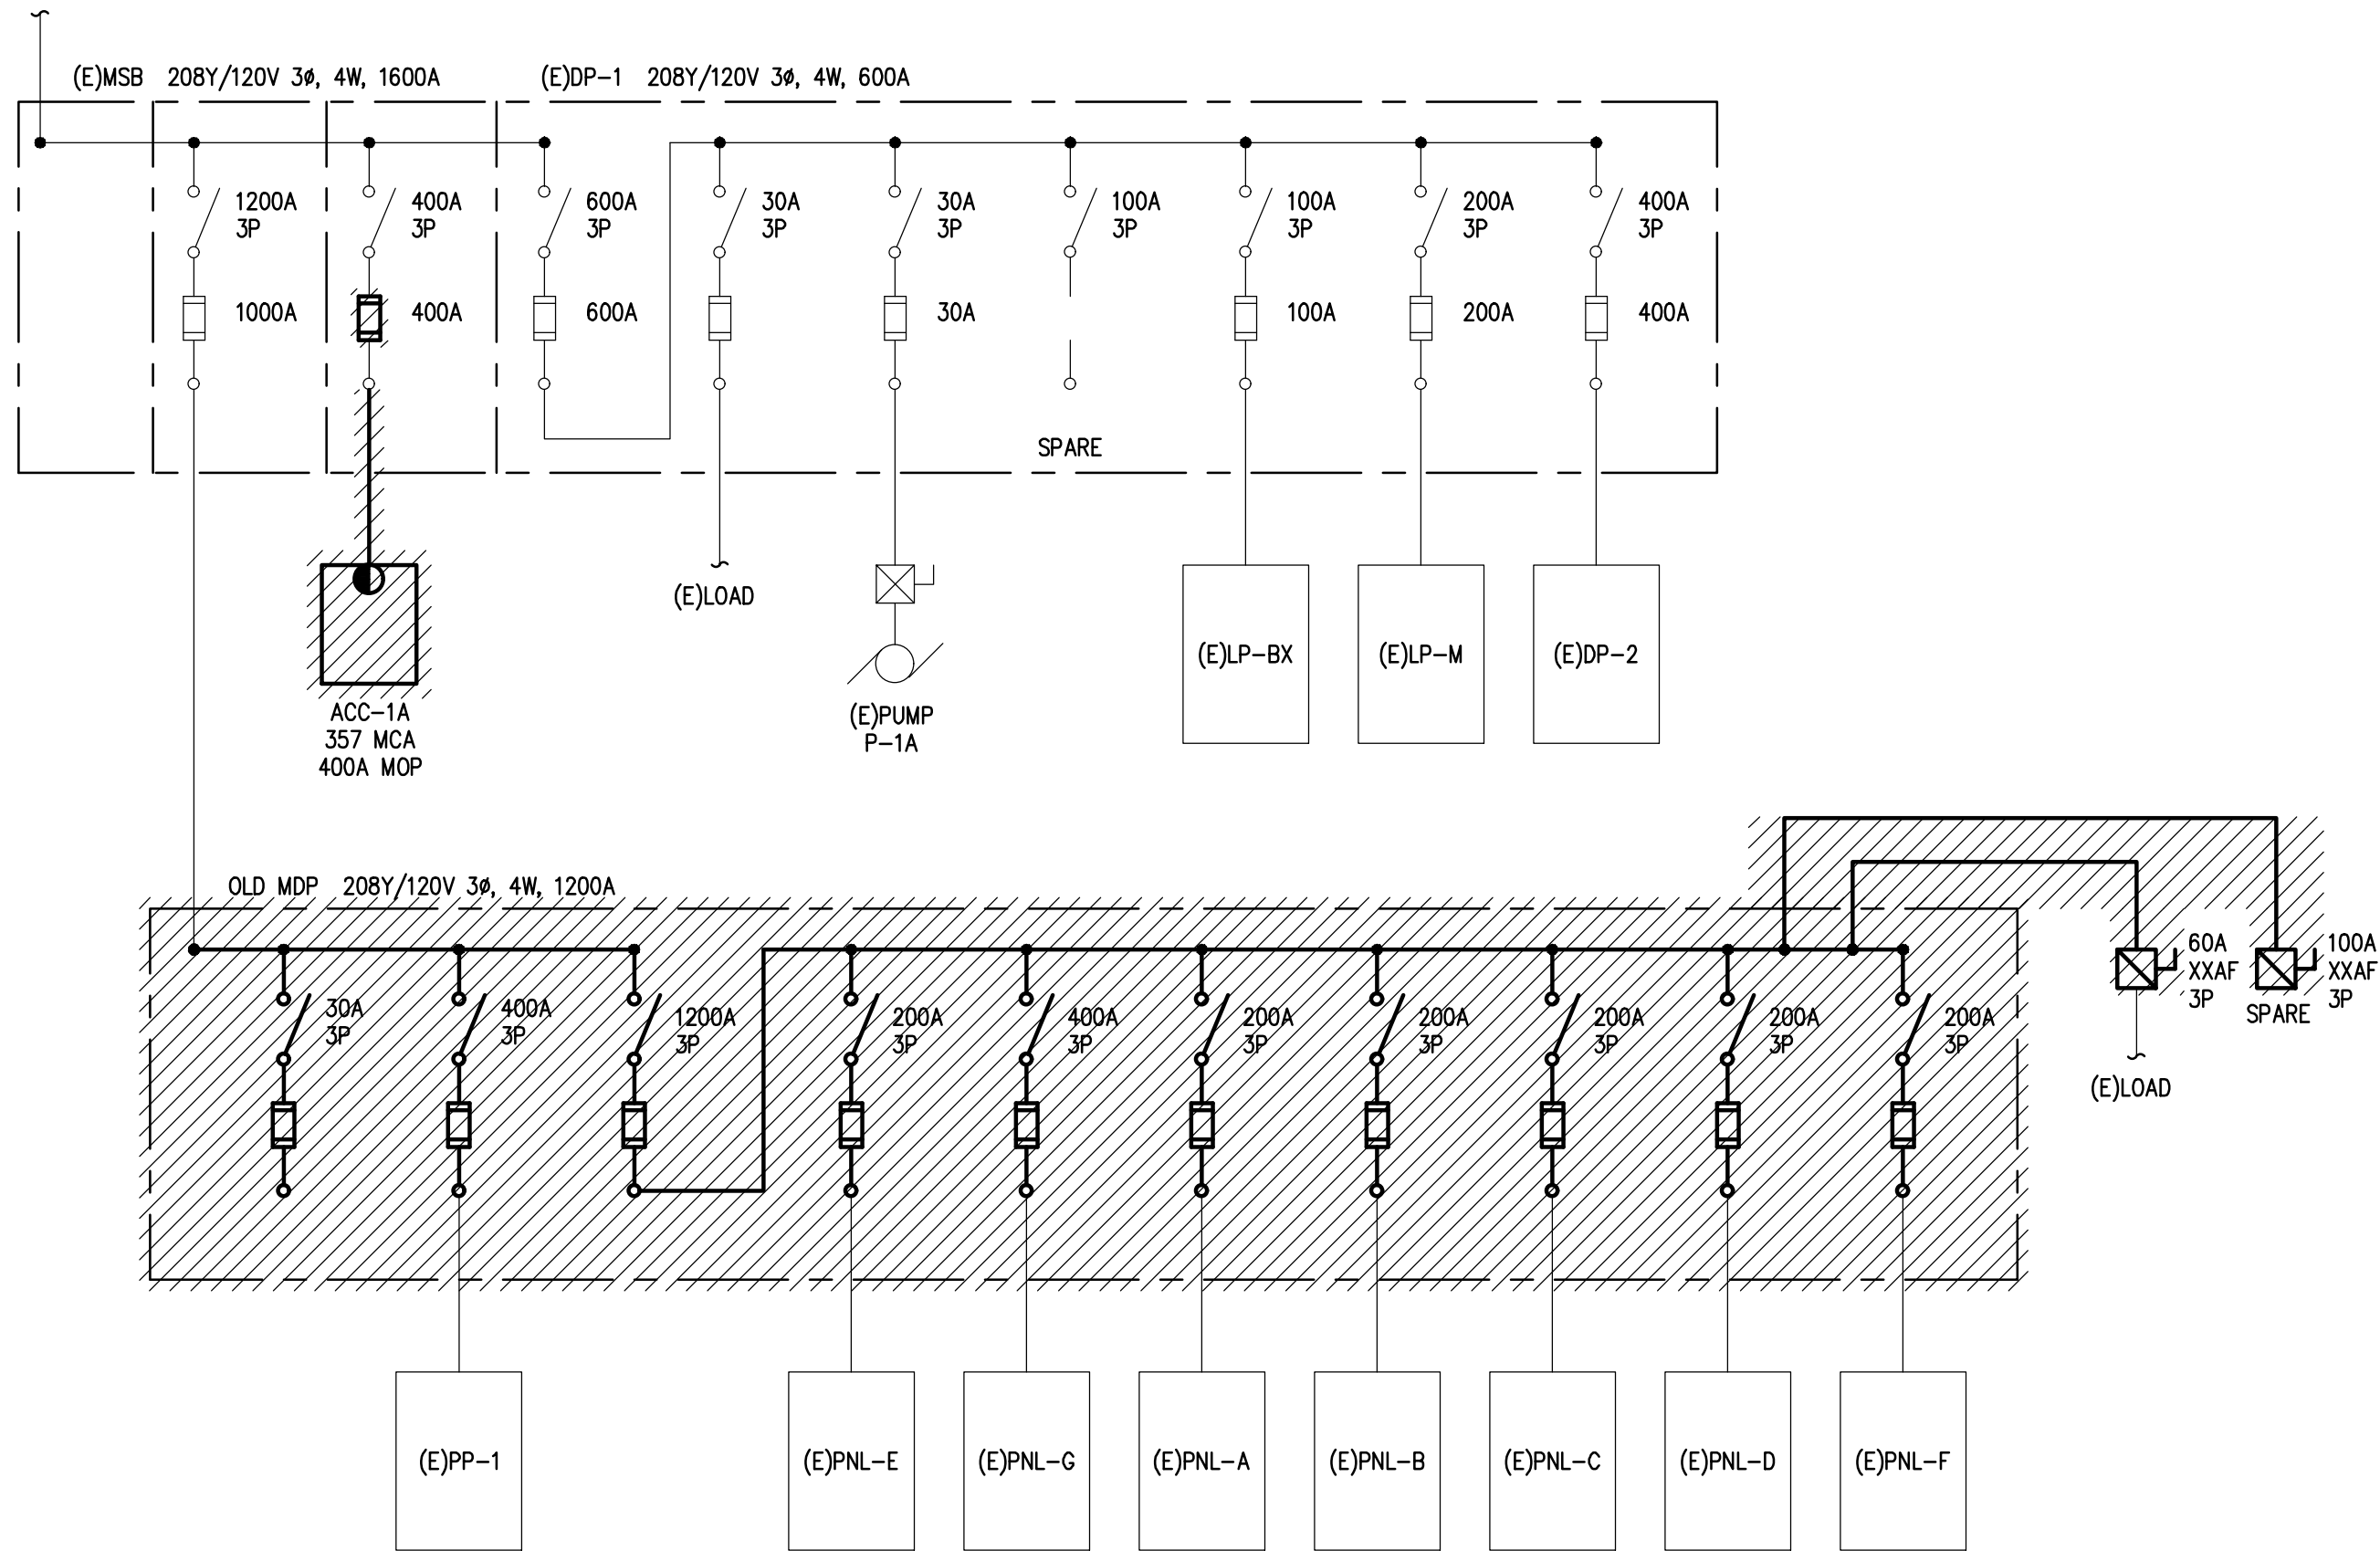 (E)MSB 208Y/120V 3ø, 4W, 1600A
(E)DP-1 208Y/120V 3ø, 4W, 600A
1200A
3P
400A
3P
600A
3P
30A
3P
30A
3P
100A
3P
100A
3P
200A
3P
400A
3P
1000A
400A
600A
30A
100A
200A
400A
SPARE
(E)LOAD
(E)PUMP
P-1A
(E)LP-BX
(E)LP-M
(E)DP-2
ACC-1A
357 MCA
400A MOP
OLD MDP 208Y/120V 3ø, 4W, 1200A
30A
3P
400A
3P
1200A
3P
200A
3P
400A
3P
200A
3P
200A
3P
200A
3P
200A
3P
200A
3P
60A
XXAF
3P
(E)LOAD
100A
XXAF
3P
SPARE
(E)PP-1
(E)PNL-E
(E)PNL-G
(E)PNL-A
(E)PNL-B
(E)PNL-C
(E)PNL-D
(E)PNL-F